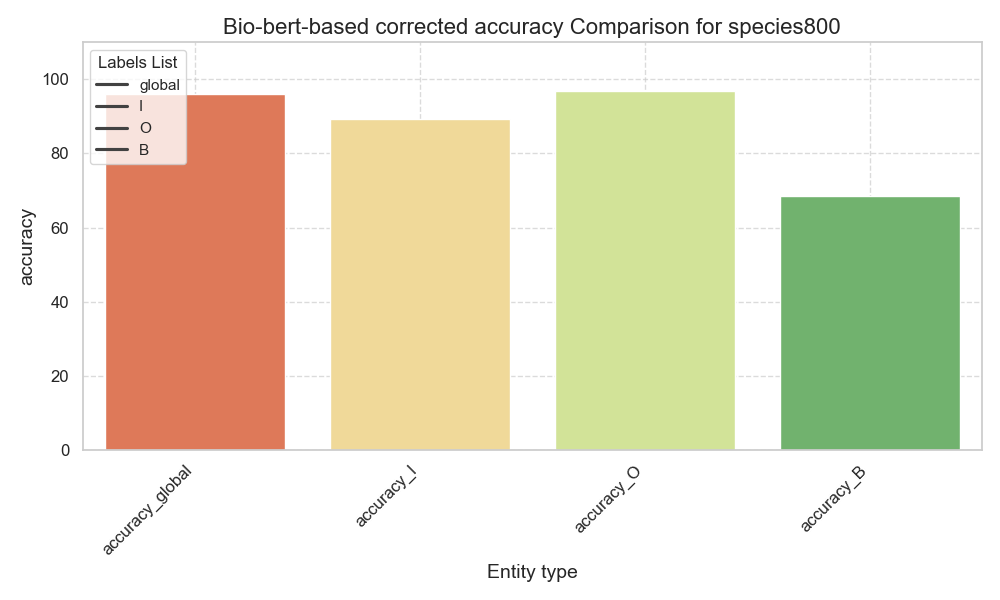 Bio-bert-based corrected accuracy Comparison for species800
Labels List
global
I
O
B
100
80
60
40
20
0
accuracy
accuracy_global
accuracy_I
accuracy_O
accuracy_B
Entity type